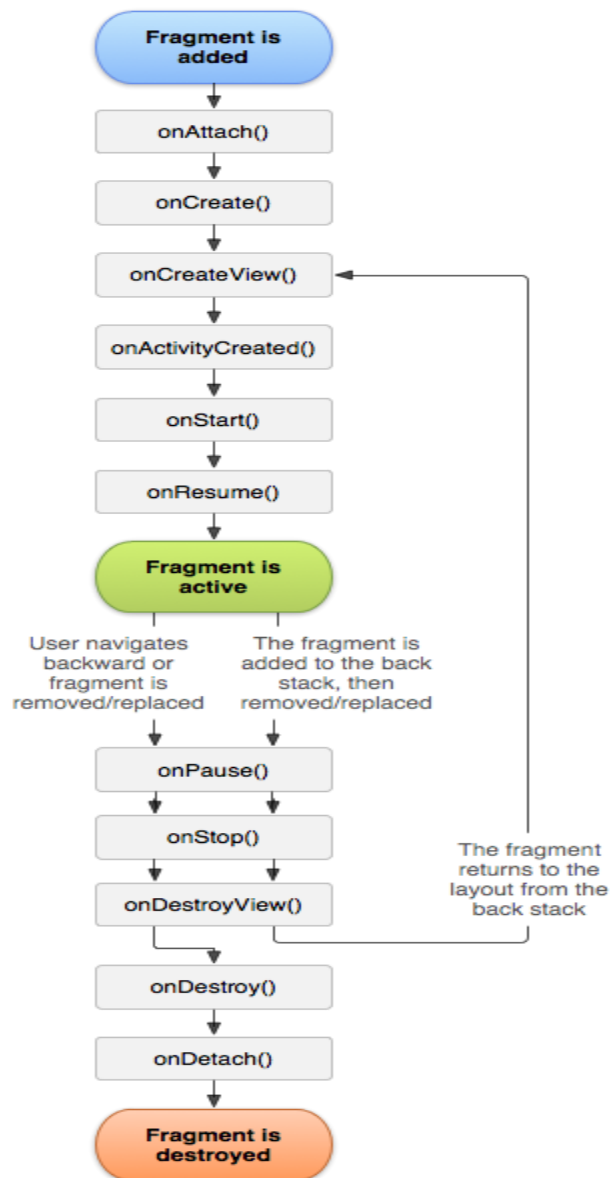 Fragment is
added
onAttach()
onCreate()
onCreateView()
onActivityCreated()
onStart()
onResume()
Fragment is
active
User navigates
backward or
fragment is
removed/replaced
The fragment is
added to the back
stack, then
removed/replaced
onPause()
onStop()
onDestroyView()
The fragment
returns to the
layout from the
back stack
onDestroy()
onDetach()
Fragment is
destroyed